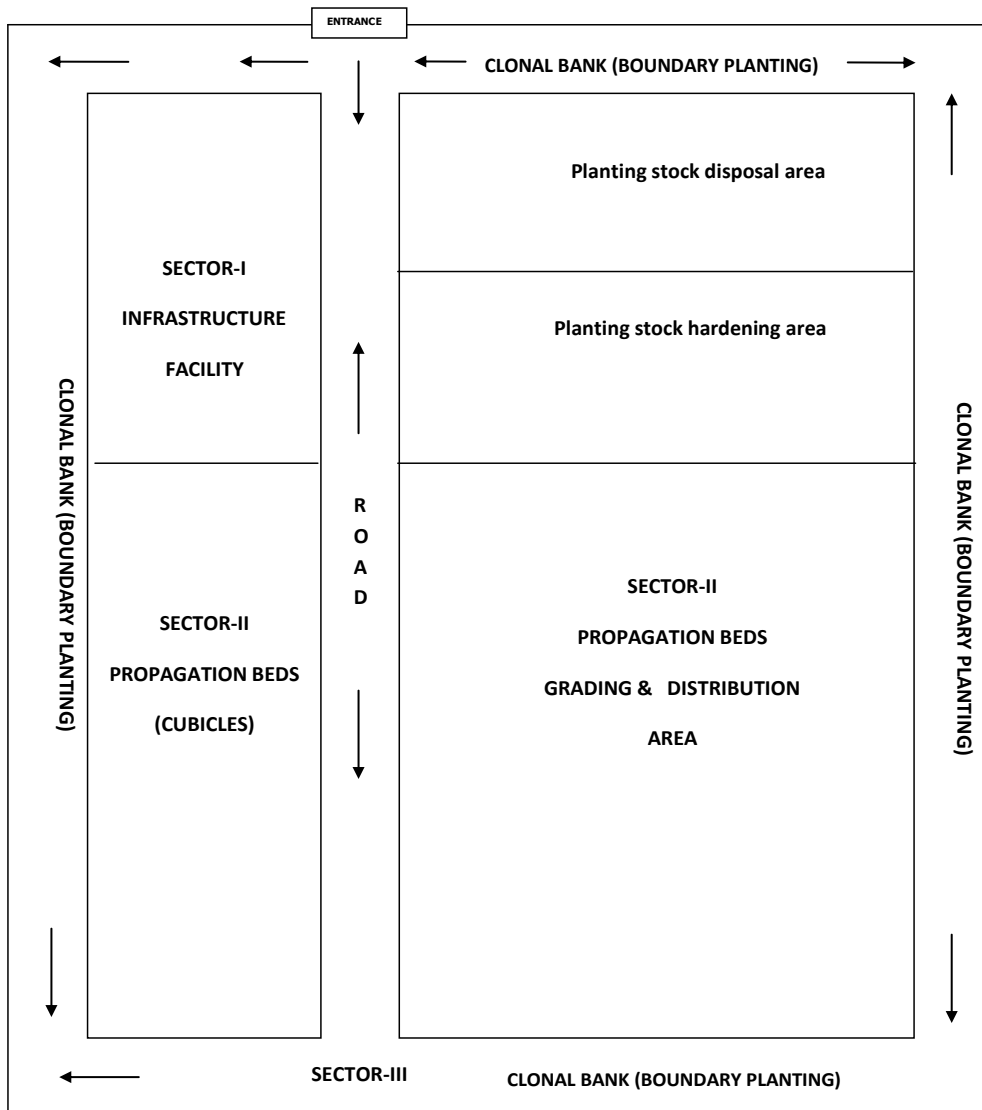 ENTRANCE
CLONAL BANK (BOUNDARY PLANTING)
Planting stock disposal area
SECTOR-I
INFRASTRUCTURE
FACILITY
Planting stock hardening area
CLONAL BANK (BOUNDARY PLANTING)
R
O
A
D
CLONAL BANK (BOUNDARY PLANTING)
SECTOR-II
PROPAGATION BEDS
(CUBICLES)
SECTOR-II
PROPAGATION BEDS
GRADING & DISTRIBUTION
AREA
SECTOR-III
CLONAL BANK (BOUNDARY PLANTING)